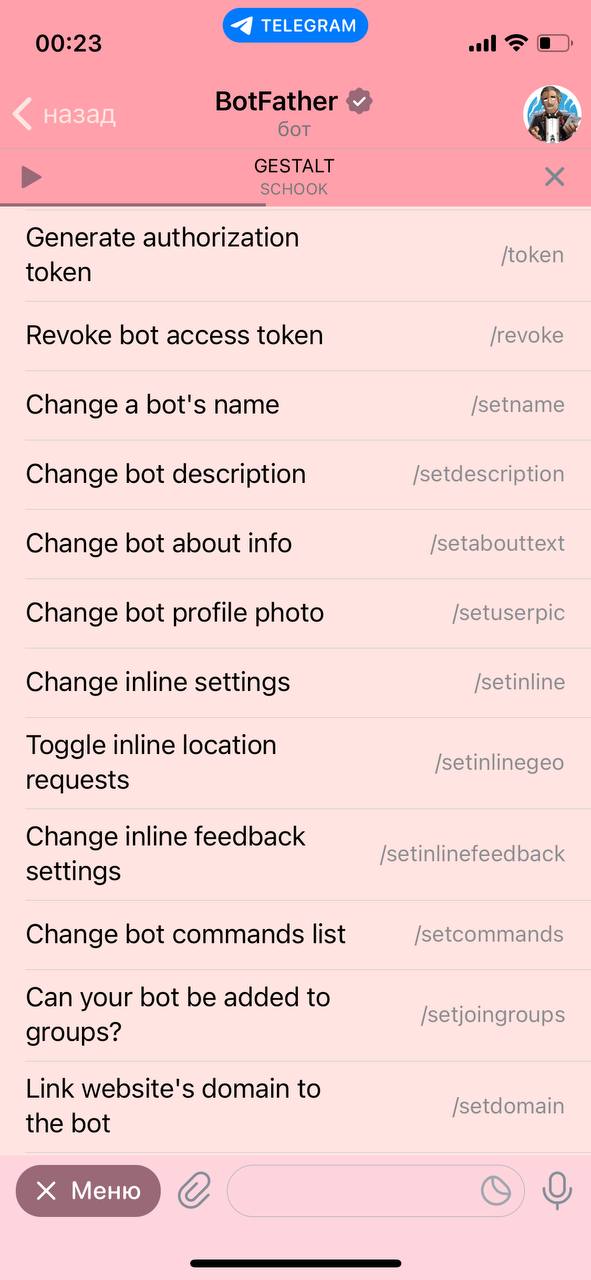 00:23
TELEGRAM
назад
BotFather
бот
GESTALT
SCHOOK
Generate authorization
token
/token
Revoke bot access token
/revoke
Change a bot's name
/setname
Change bot description
/setdescription
Change bot about info
/setabouttext
Change bot profile photo
/setuserpic
Change inline settings
/setinline
Toggle inline location
requests
/setinlinegeo
Change inline feedback
settings
/setinlinefeedback
Change bot commands list
/setcommands
Can your bot be added to
groups?
/setjoingroups
Link website's domain to
the bot
/setdomain
Меню